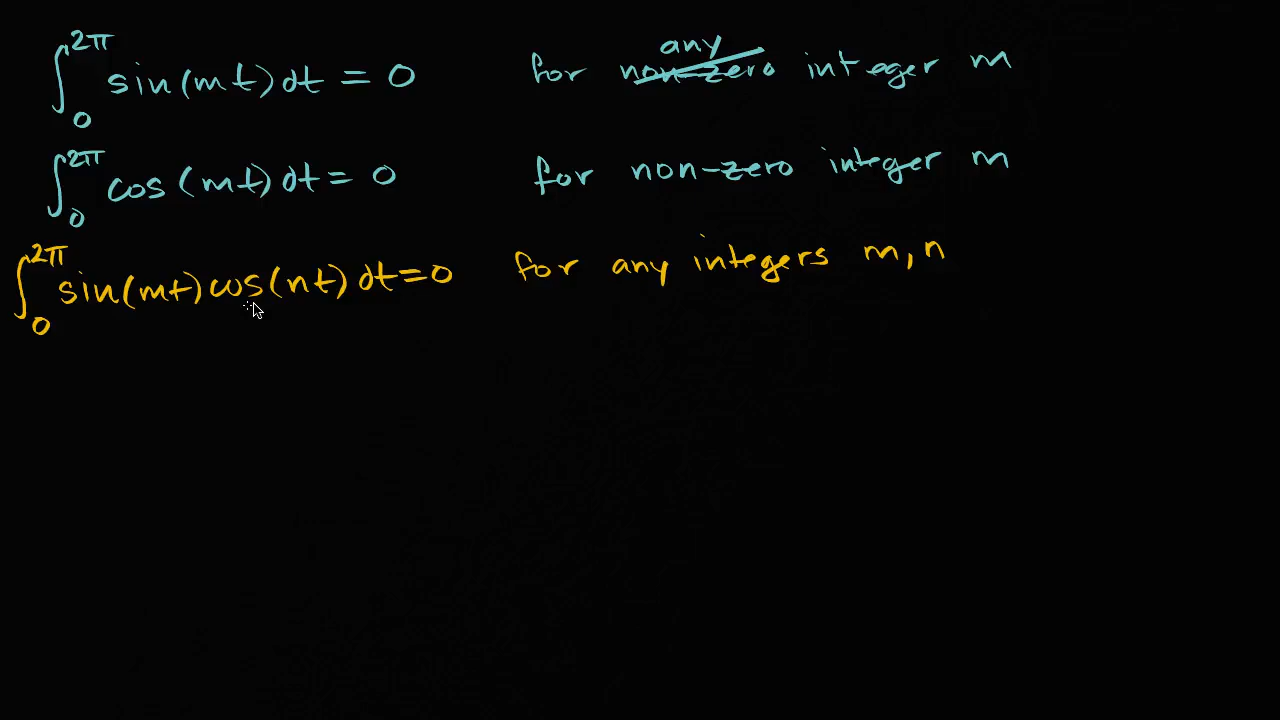 ∫₀^2π sin(mt)dt = 0 for any non-zero integer m
∫₀^2π cos(mt)dt = 0 for non-zero integer m
∫₀^2π sin(mt)cos(nt)dt=0 for any integers m,n